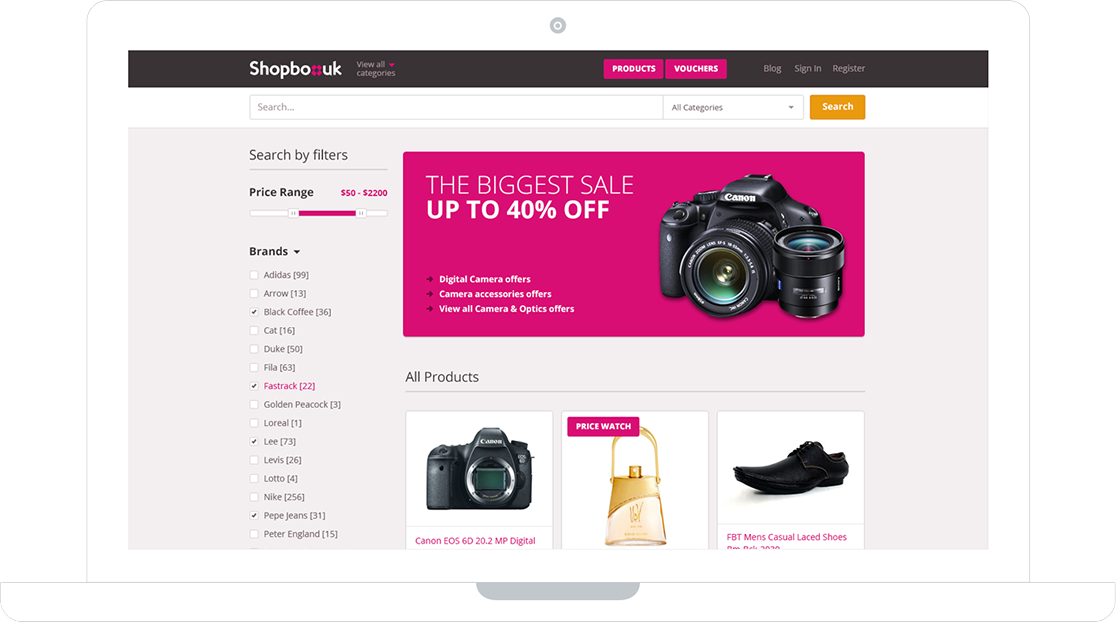 Shopbo::uk
View all
categories
PRODUCTS
VOUCHERS
Blog
Sign In
Register
Search...
All Categories
Search
Search by filters
Price Range
$50 - $2200
Brands
Adidas [99]
Arrow [13]
Black Coffee [36]
Cat [16]
Duke [50]
Fila [63]
Fastrack [22]
Golden Peacock [3]
Loreal [1]
Lee [73]
Levis [26]
Lotto [4]
Nike [256]
Pepe Jeans [31]
Peter England [15]
THE BIGGEST SALE
UP TO 40% OFF
Digital Camera offers
Camera accessories offers
View all Camera & Optics offers
Canon
All Products
Canon
PRICE WATCH
Canon EOS 6D 20.2 MP Digital
FBT Mens Casual Laced Shoes